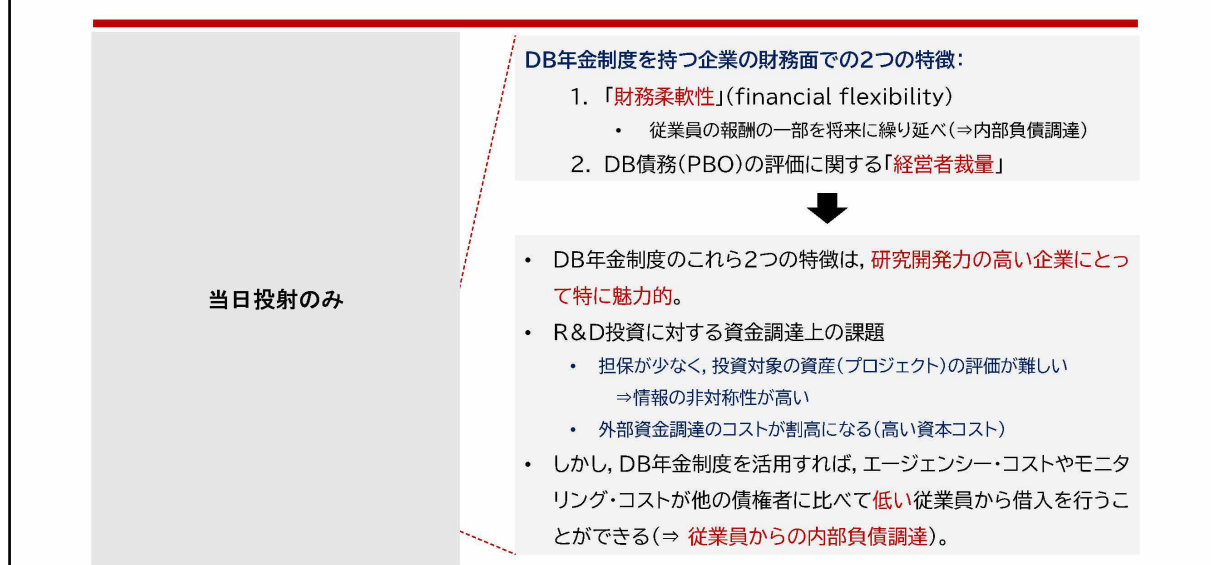 当日投射のみ
DB年金制度を持つ企業の財務面での2つの特徴：
1. 「財務柔軟性」(financial flexibility)
• 従業員の報酬の一部を将来に繰り延べ(⇒内部負債調達)
2. DB債務(PBO)の評価に関する「経営者裁量」
• DB年金制度のこれら2つの特徴は，研究開発力の高い企業にとっ
て特に魅力的。
• R＆D投資に対する資金調達上の課題
• 担保が少なく，投資対象の資産(プロジェクト)の評価が難しい
⇒情報の非対称性が高い
• 外部資金調達のコストが割高になる(高い資本コスト)
• しかし，DB年金制度を活用すれば，エージェンシー・コストやモニタ
リング・コストが他の債権者に比べて低い従業員から借入を行うこ
とができる(⇒ 従業員からの内部負債調達)。